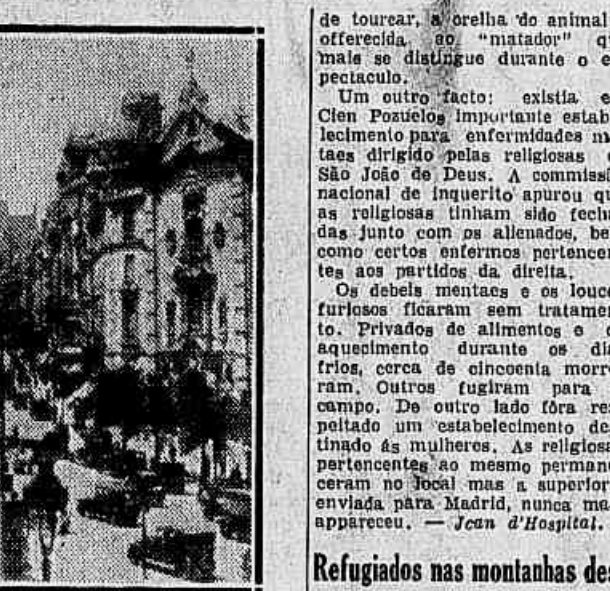 de tourear, a orelha do animal
offerecida ao "matador" q
mais se distingue durante o e
pectaculo.
Um outro facto: existia e
Cien Pozuelos importante estab
lecimento para enfermidades m
taes dirigido pelas religiosas
São João de Deus. A commiss
nacional de inquerito apurou qu
as religiosas tinham sido fech
das junto com os alienados, be
como certos enfermos pertencen
tes aos partidos da direita.
Os debeis mentaes e os louco
furiosos ficaram sem tratamen
to. Privados de alimentos e
aquecimento durante os di
frios, cerca de cincoenta morre
ram. Outros fugiram para
campo. De outro lado fôra re
peitado um estabelecimento de
tinado ás mulheres. As religiosa
pertencentes ao mesmo perman
ceram no local mas a superior
enviada para Madrid, nunca ma
appareceu. — Jean d'Hospital.
Refugiados nas montanhas des